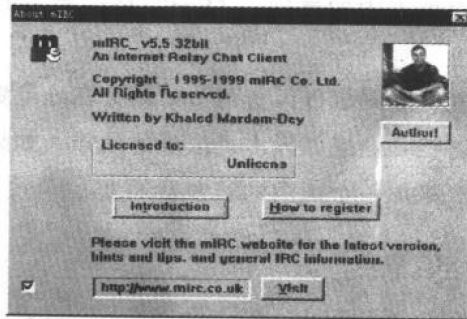 About mIRC
mIRC_ v5.5 32bit
An Internet Relay Chat Client
Copyright _ 1995-1999 mIRC Co. Ltd.
All Rights Reserved.
Written by Khaled Mardam-Bey
Author!
Licensed to:
Unlicens
Introduction
How to register
Please visit the mIRC website for the latest version,
hints and tips, and general IRC information.
http://www.mirc.co.uk
Visit